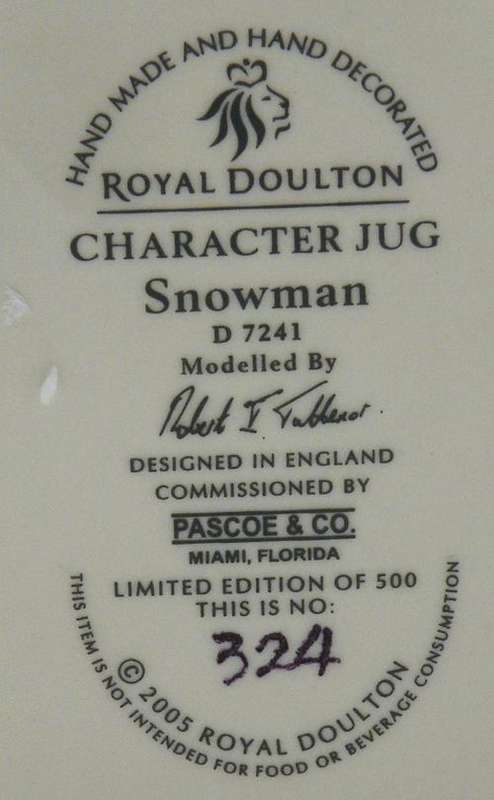 HAND MADE AND HAND DECORATED
ROYAL DOULTON
CHARACTER JUG
Snowman
D 7241
Modelled By
Robert I Tabbenor.
DESIGNED IN ENGLAND
COMMISSIONED BY
PASCOE & CO.
MIAMI, FLORIDA
LIMITED EDITION OF 500
THIS IS NO:
324
© 2005 ROYAL DOULTON
THIS ITEM IS NOT INTENDED FOR FOOD OR BEVERAGE CONSUMPTION